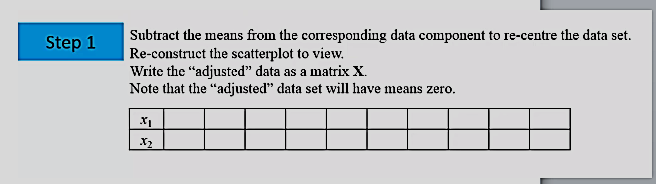 Step 1
Subtract the means from the corresponding data component to re-centre the data set.
Re-construct the scatterplot to view.
Write the “adjusted” data as a matrix X.
Note that the “adjusted” data set will have means zero.
x₁
x₂